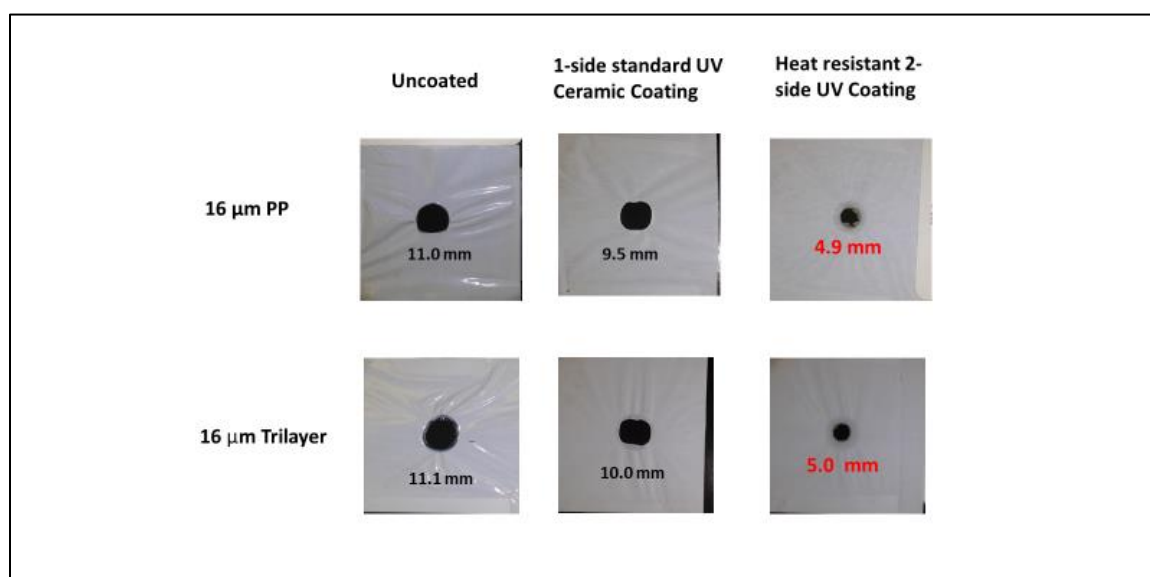 Uncoated
1-side standard UV
Ceramic Coating
Heat resistant 2-
side UV Coating
16 µm PP
11.0 mm
9.5 mm
4.9 mm
16 µm Trilayer
11.1 mm
10.0 mm
5.0 mm